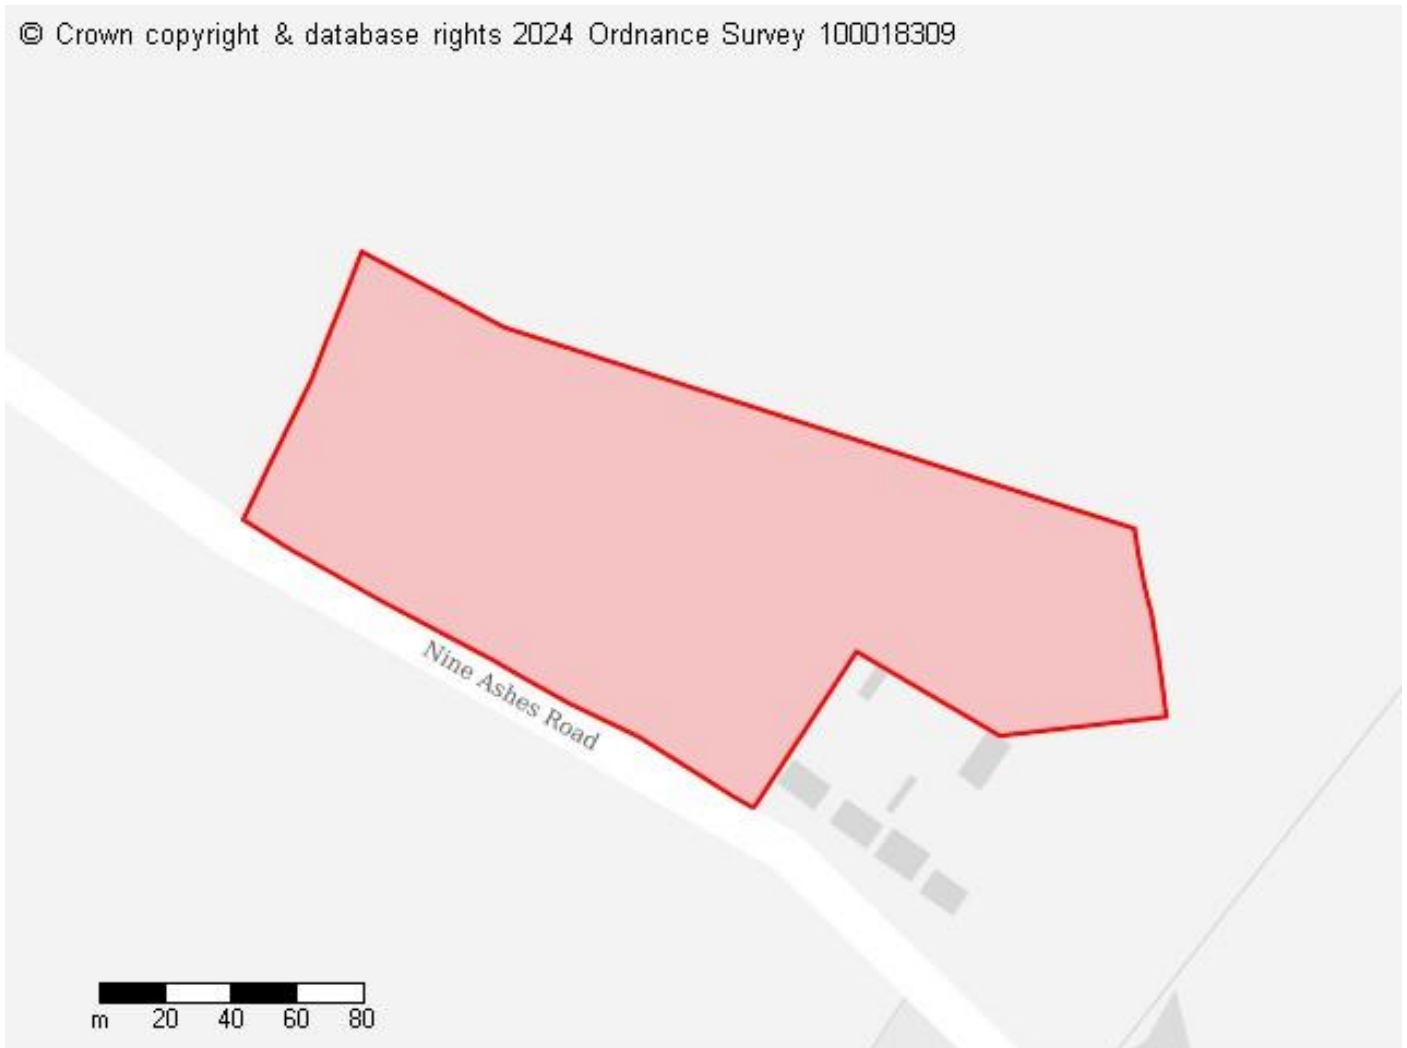 © Crown copyright & database rights 2024 Ordnance Survey 100018309
Nine Ashes Road
m 20 40 60 80